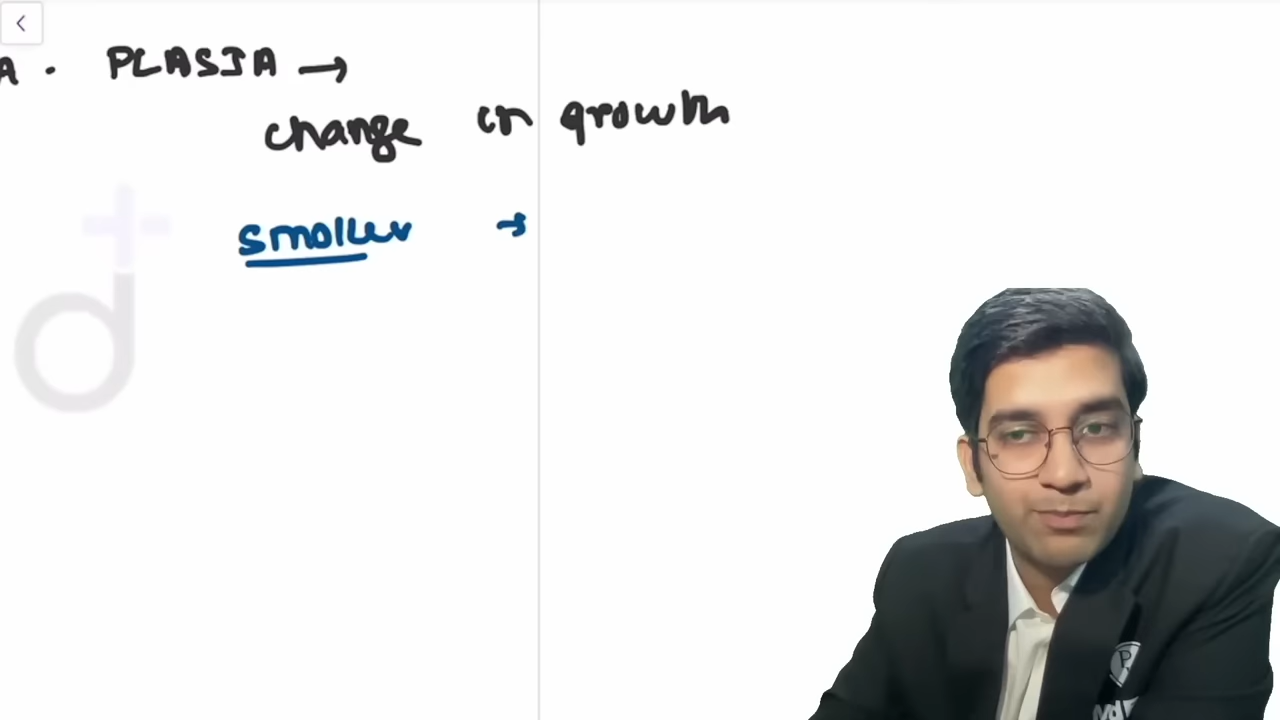 A. PLASIA →
change in growth
smaller →
P